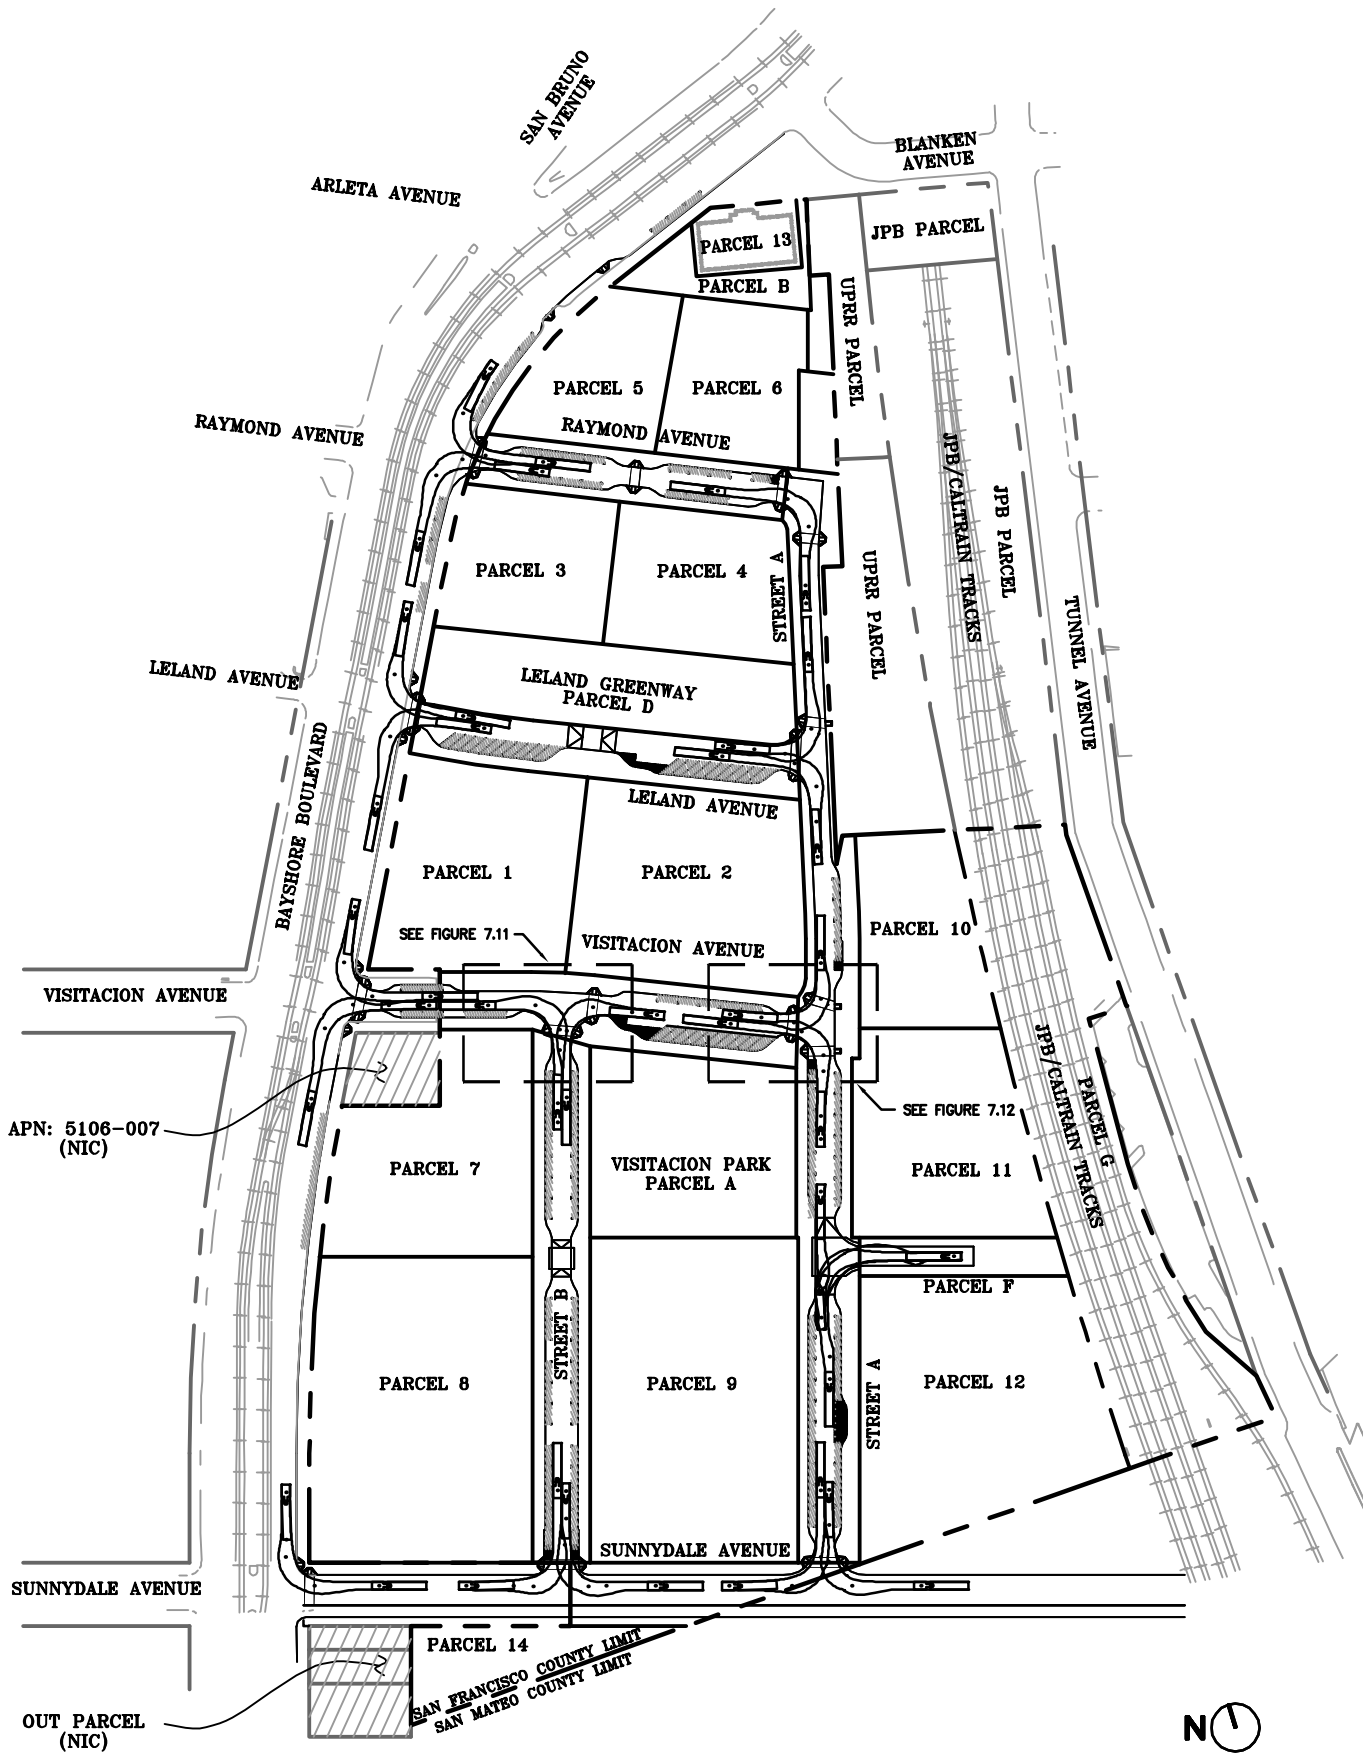 SAN BRUNO
AVENUE
BLANKEN
AVENUE
ARLETA AVENUE
JPB PARCEL
PARCEL 13
PARCEL B
UPRR PARCEL
PARCEL 5
PARCEL 6
RAYMOND AVENUE
RAYMOND AVENUE
JPB/CALTRAIN TRACKS
JPB PARCEL
PARCEL 3
PARCEL 4
STREET A
UPRR PARCEL
TUNNEL AVENUE
LELAND AVENUE
LELAND GREENWAY
PARCEL D
BAYSHORE BOULEVARD
LELAND AVENUE
PARCEL 1
PARCEL 2
SEE FIGURE 7.11
VISITACION AVENUE
PARCEL 10
VISITACION AVENUE
JPB/CALTRAIN TRACKS
PARCEL G
SEE FIGURE 7.12
APN: 5106-007
(NIC)
PARCEL 7
VISITACION PARK
PARCEL A
PARCEL 11
PARCEL F
STREET B
PARCEL 8
PARCEL 9
STREET A
PARCEL 12
SUNNYDALE AVENUE
SUNNYDALE AVENUE
PARCEL 14
SAN FRANCISCO COUNTY LIMIT
SAN MATEO COUNTY LIMIT
OUT PARCEL
(NIC)
N